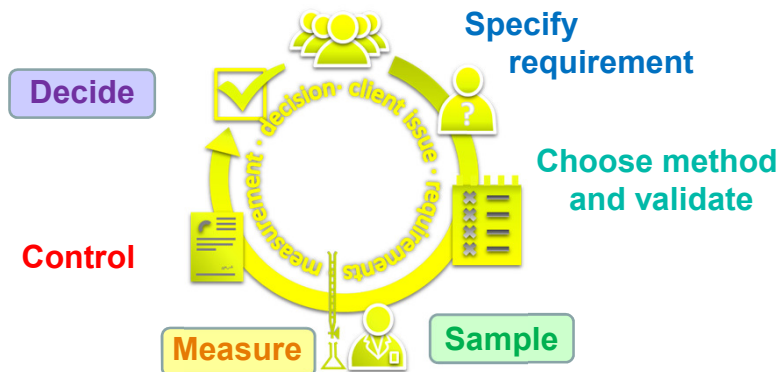 Specify
requirement
Decide
decision · client issue · requirements · measurement ·
Choose method
and validate
?
Control
Measure
Sample